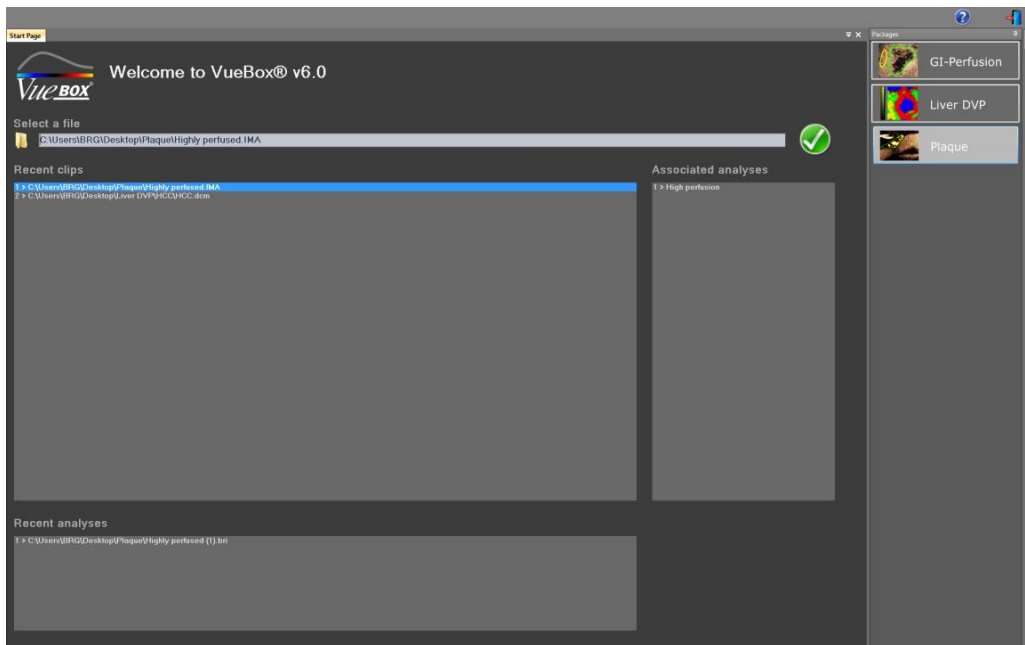 Start Page
Packages
VUEBOX®
Welcome to VueBox® v6.0
GI-Perfusion
Liver DVP
Plaque
Select a file
C:\Users\BRG\Desktop\Plaque\Highly perfused.IMA
Recent clips
Associated analyses
1 > C:\Users\BRG\Desktop\Plaque\Highly perfused.IMA
1 > High perfusion
2 > C:\Users\BRG\Desktop\Liver DVP\HCC\HCC.dcm
Recent analyses
1 > C:\Users\BRG\Desktop\Plaque\Highly perfused (1).bri